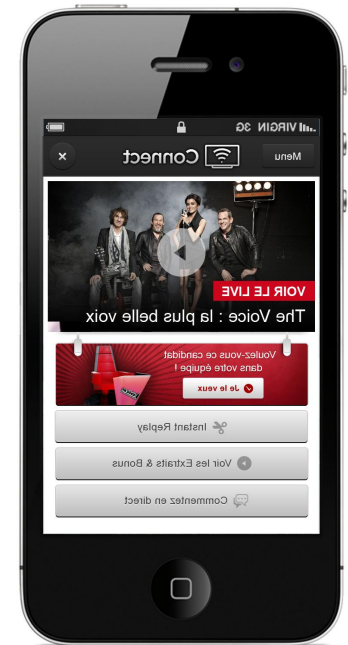 VIRGIN 3G
Menu
Connect
VOIR LE LIVE
The Voice : la plus belle voix
Voulez-vous ce candidat
dans votre équipe !
Je le veux
Instant Replay
Voir les Extraits & Bonus
Commentez en direct